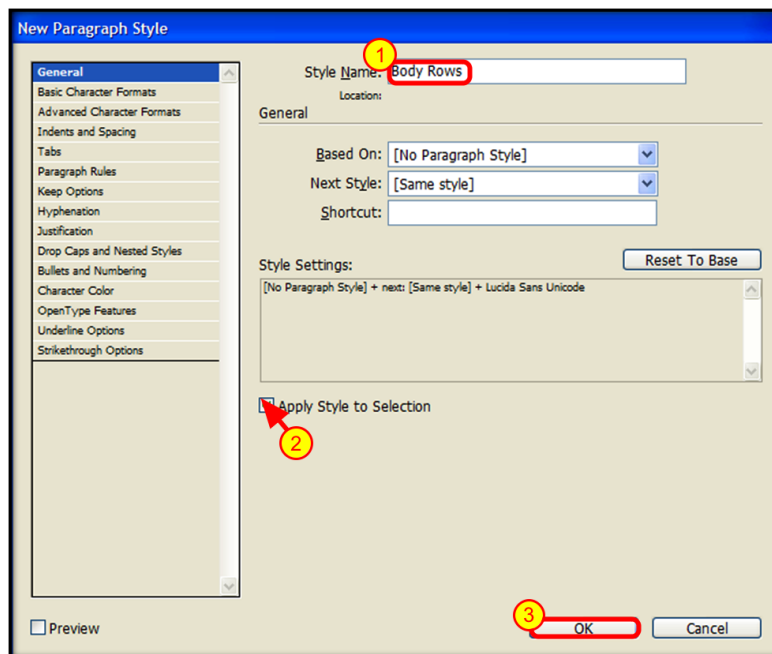 New Paragraph Style
1
General
Basic Character Formats
Advanced Character Formats
Indents and Spacing
Tabs
Paragraph Rules
Keep Options
Hyphenation
Justification
Drop Caps and Nested Styles
Bullets and Numbering
Character Color
OpenType Features
Underline Options
Strikethrough Options
Style Name: Body Rows
Location:
General
Based On: [No Paragraph Style]
Next Style: [Same style]
Shortcut:
Style Settings:
Reset To Base
[No Paragraph Style] + next: [Same style] + Lucida Sans Unicode
Apply Style to Selection
2
3
Preview
OK
Cancel